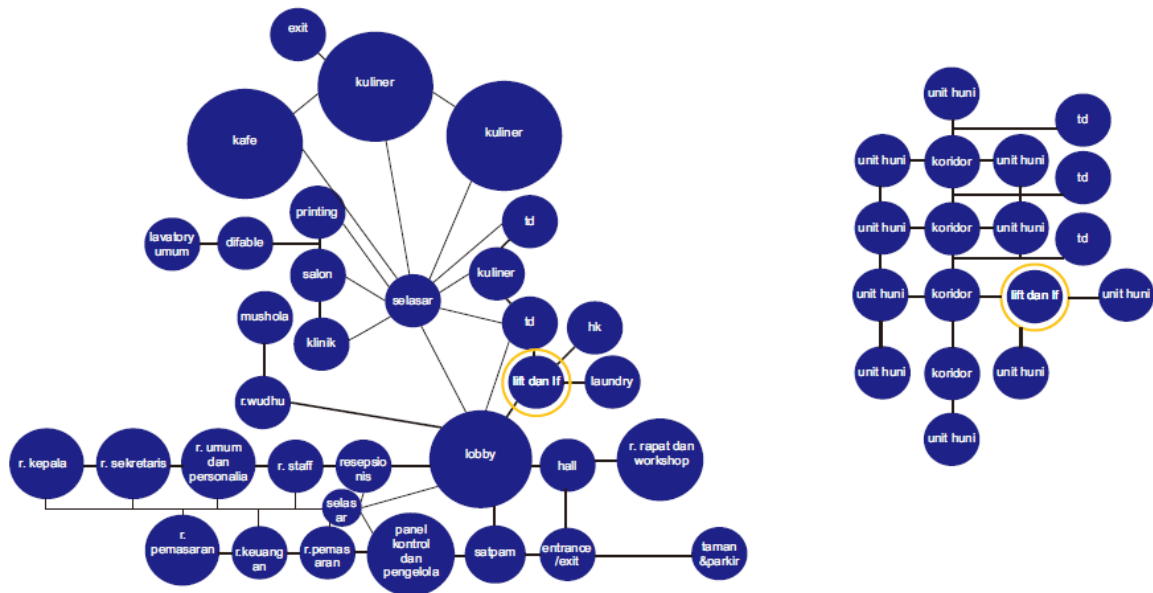 exit
kuliner
kuliner
kafe
printing
td
lavatory
umum
difable
salon
kuliner
selasar
mushola
klinik
td
hk
lift dan lf
laundry
r.wudhu
r. kepala
r. sekretaris
r. umum
dan
personalia
r. staff
resepsio
nis
lobby
hall
r. rapat dan
workshop
selas
ar
r.
pemasaran
r.keuang
an
r.pemas
aran
panel
kontrol
dan
pengelola
satpam
entrance
/exit
taman
&parkir
unit huni
td
unit huni
koridor
unit huni
td
unit huni
koridor
unit huni
td
unit huni
koridor
lift dan lf
unit huni
unit huni
koridor
unit huni
unit huni